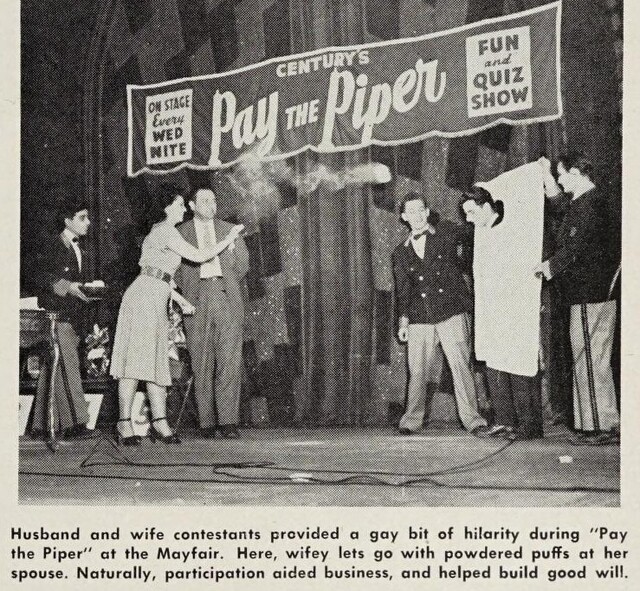 CENTURY'S
Pay THE Piper
ON STAGE
Every
WED
NITE
FUN
and
QUIZ
SHOW
Husband and wife contestants provided a gay bit of hilarity during "Pay
the Piper" at the Mayfair. Here, wifey lets go with powdered puffs at her
spouse. Naturally, participation aided business, and helped build good will.